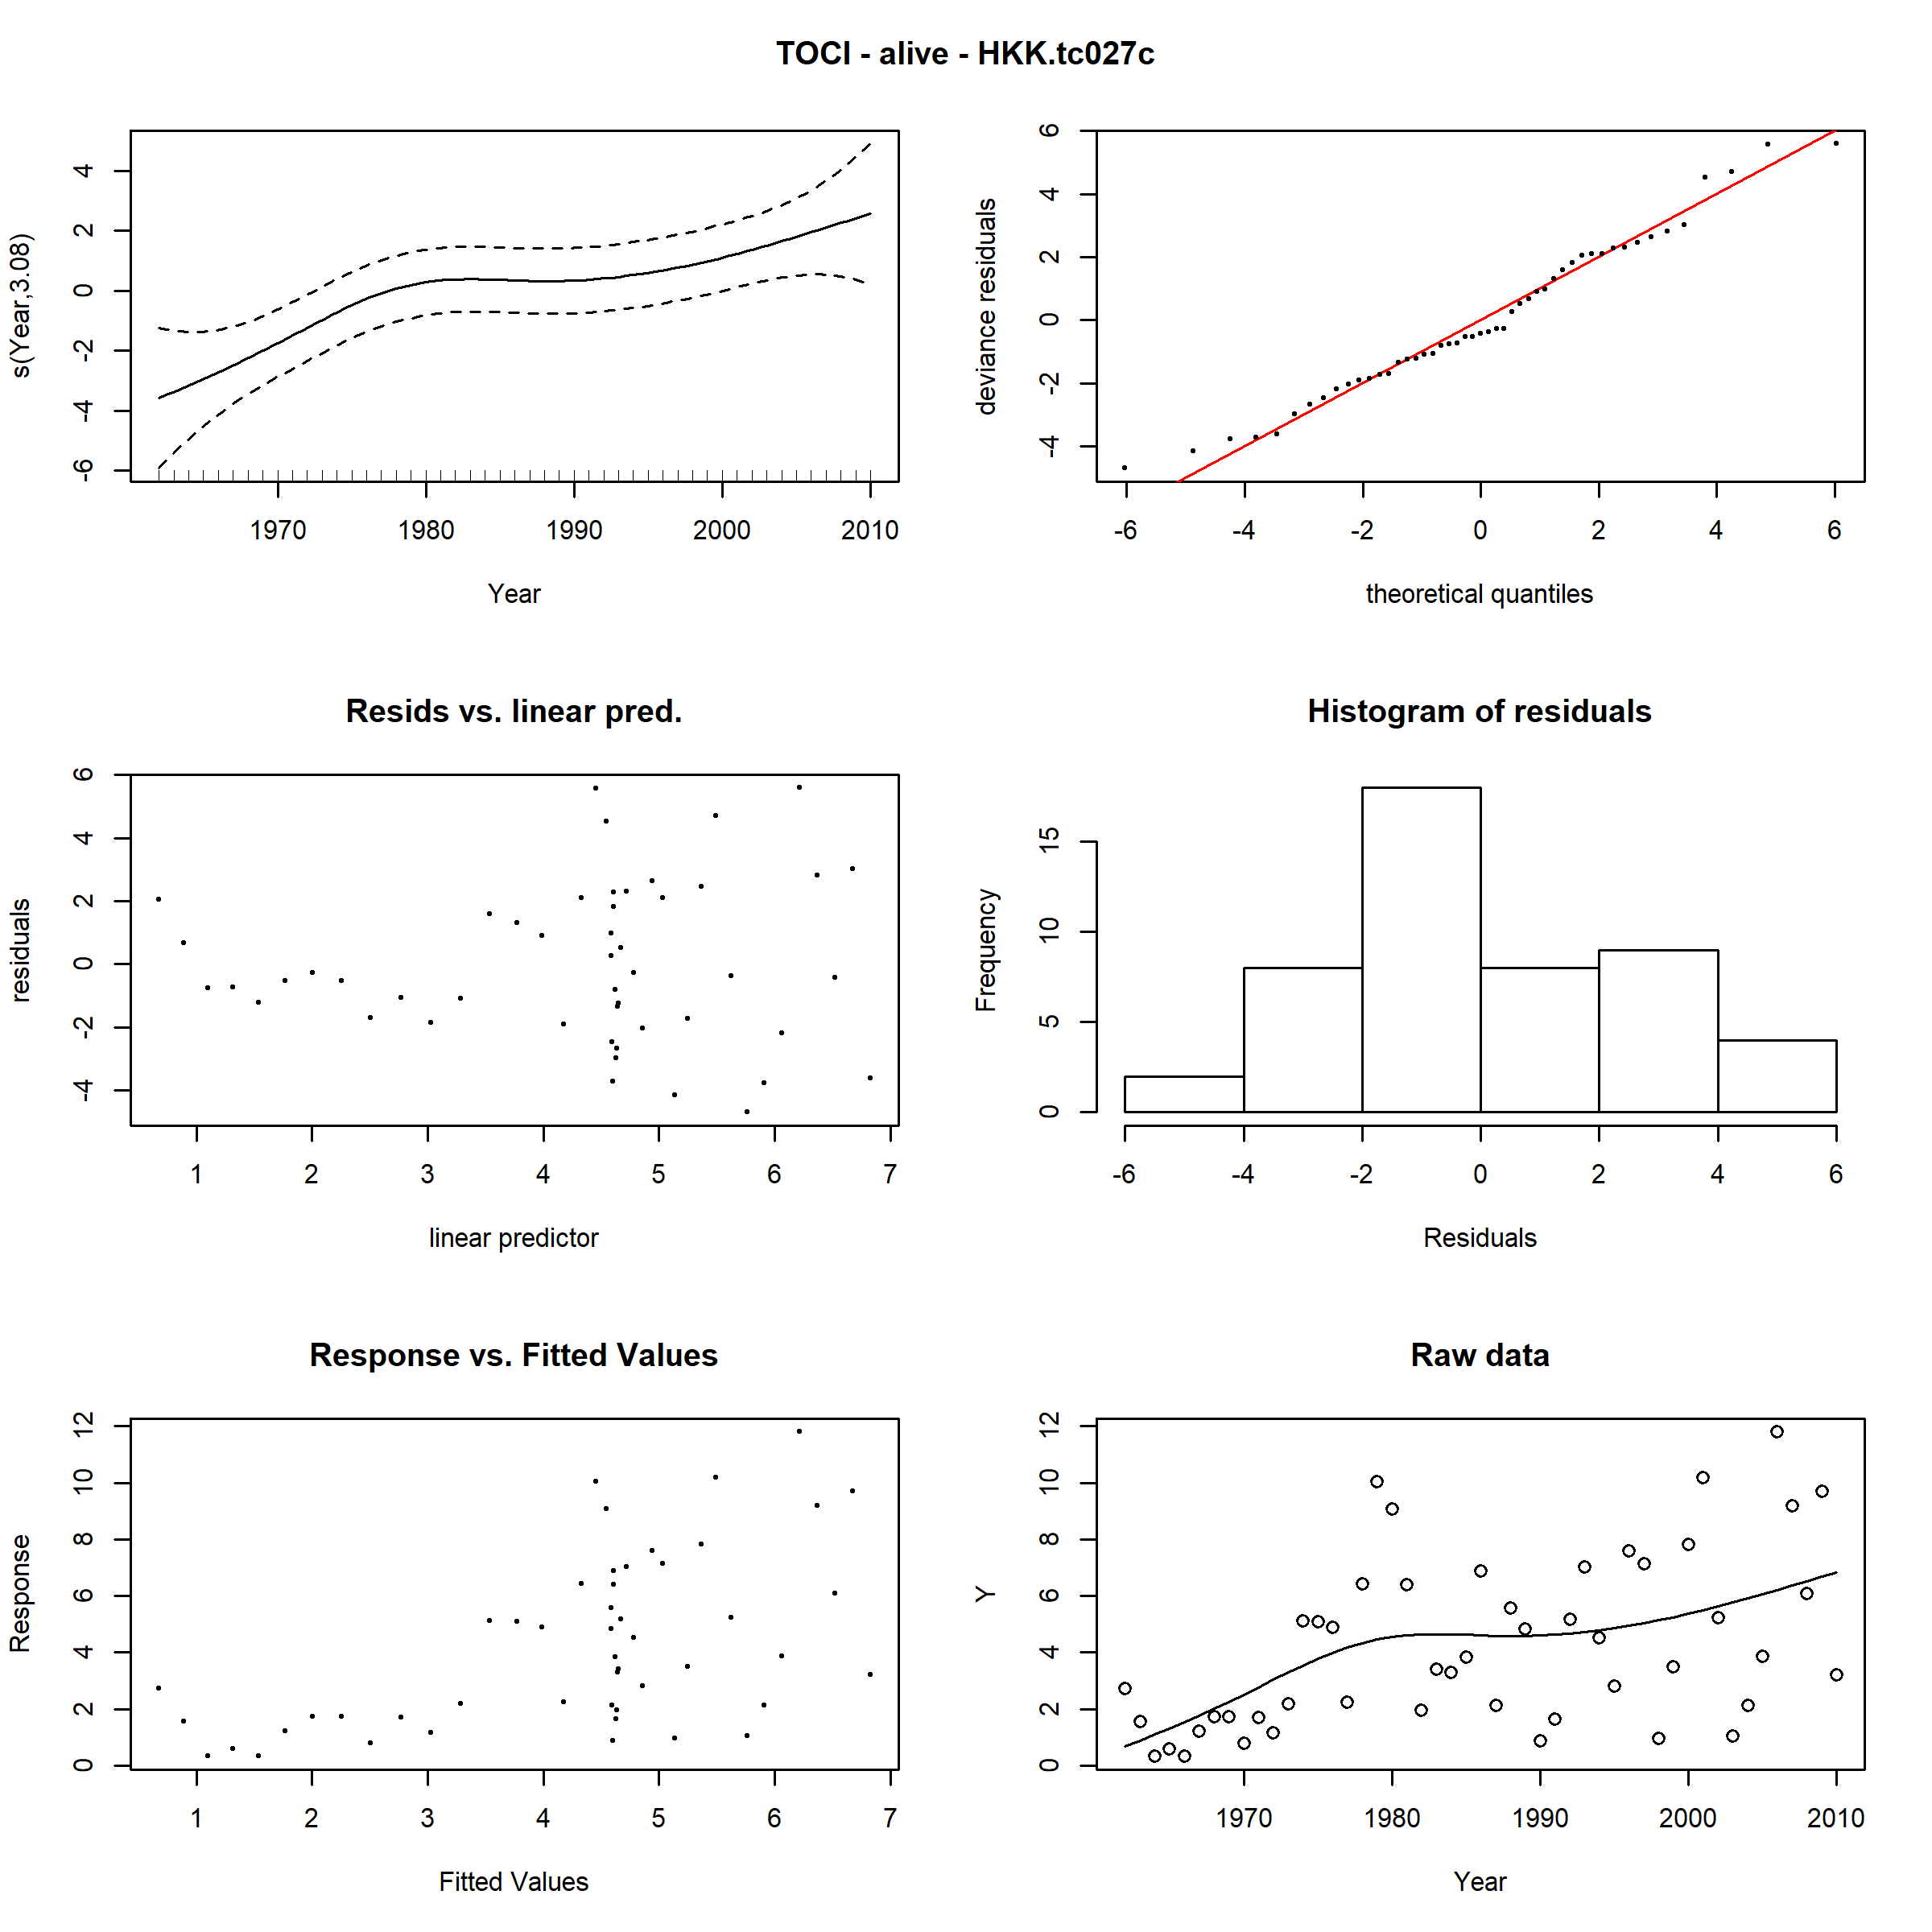 TOCI - alive - HKK.tc027c
s(Year,3.08)
4
2
0
-2
-4
-6
1970 1980 1990 2000 2010
Year
deviance residuals
6
4
2
0
-2
-4
-6 -4 -2 0 2 4 6
theoretical quantiles
Resids vs. linear pred.
residuals
6
4
2
0
-2
-4
1 2 3 4 5 6 7
linear predictor
Histogram of residuals
Frequency
15
10
5
0
-6 -4 -2 0 2 4 6
Residuals
Response vs. Fitted Values
Response
12
10
8
6
4
2
0
1 2 3 4 5 6 7
Fitted Values
Raw data
Y
12
10
8
6
4
2
0
1970 1980 1990 2000 2010
Year